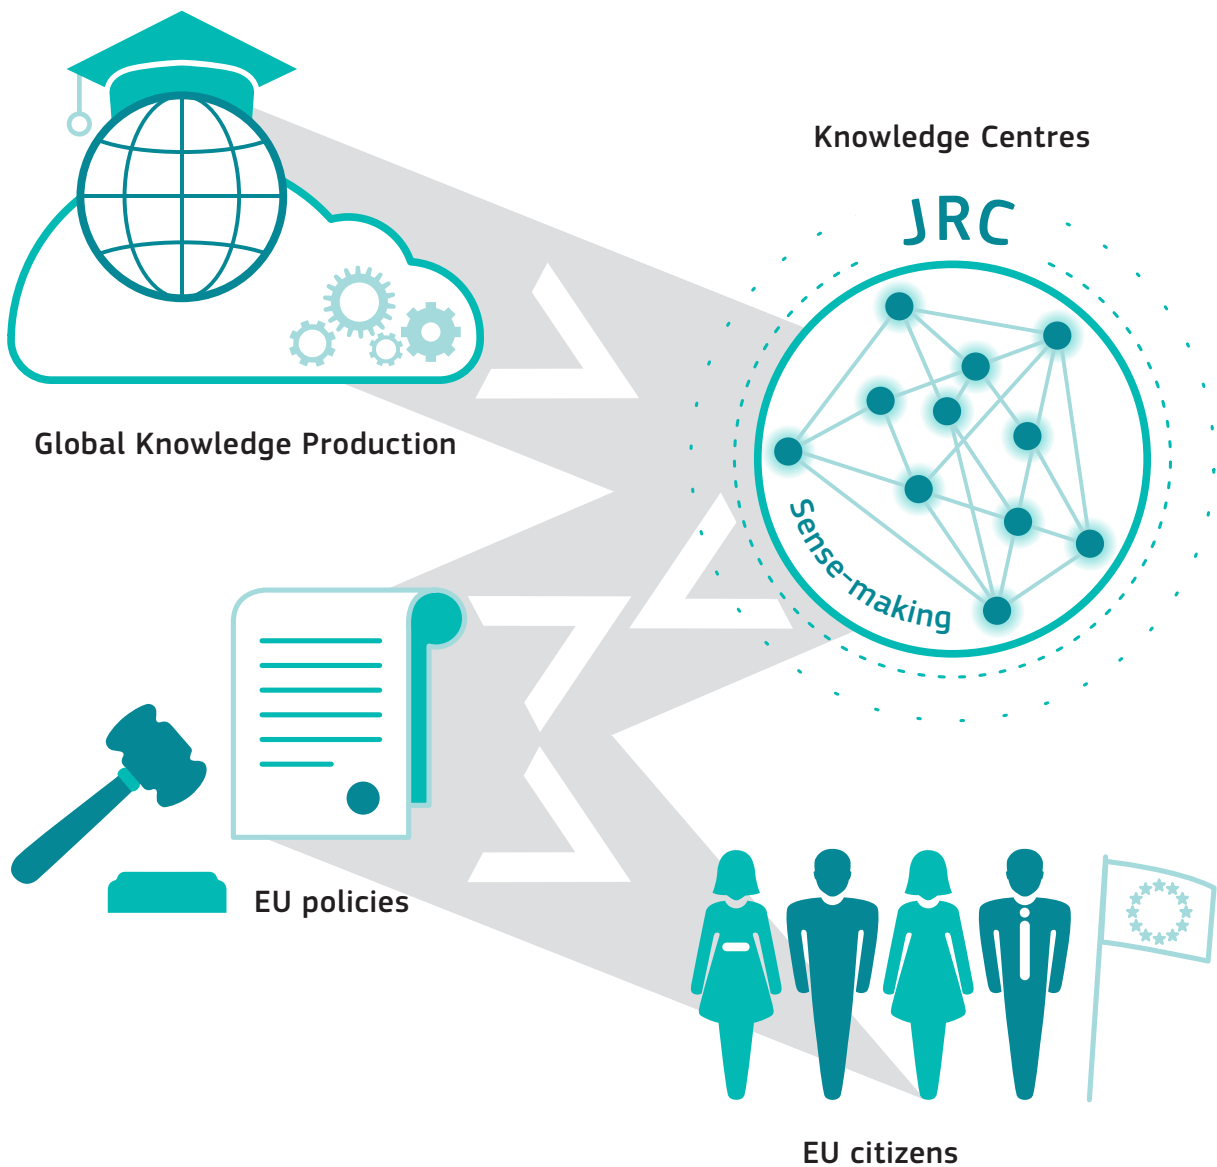 Knowledge Centres
JRC
Global Knowledge Production
Sense-making
EU policies
EU citizens